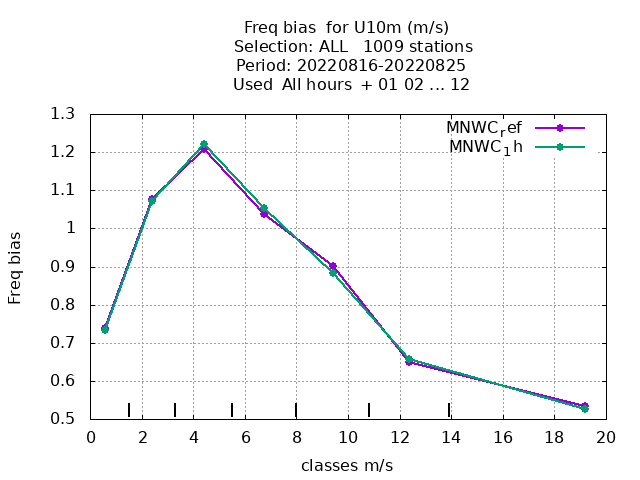 Freq bias  for U10m (m/s)
Selection: ALL   1009 stations
Period: 20220816-20220825
Used  All hours  + 01 02 ... 12
MNWCref
MNWC1h
1.3
1.2
1.1
1
0.9
0.8
0.7
0.6
0.5
Freq bias
0 2 4 6 8 10 12 14 16 18 20
classes m/s